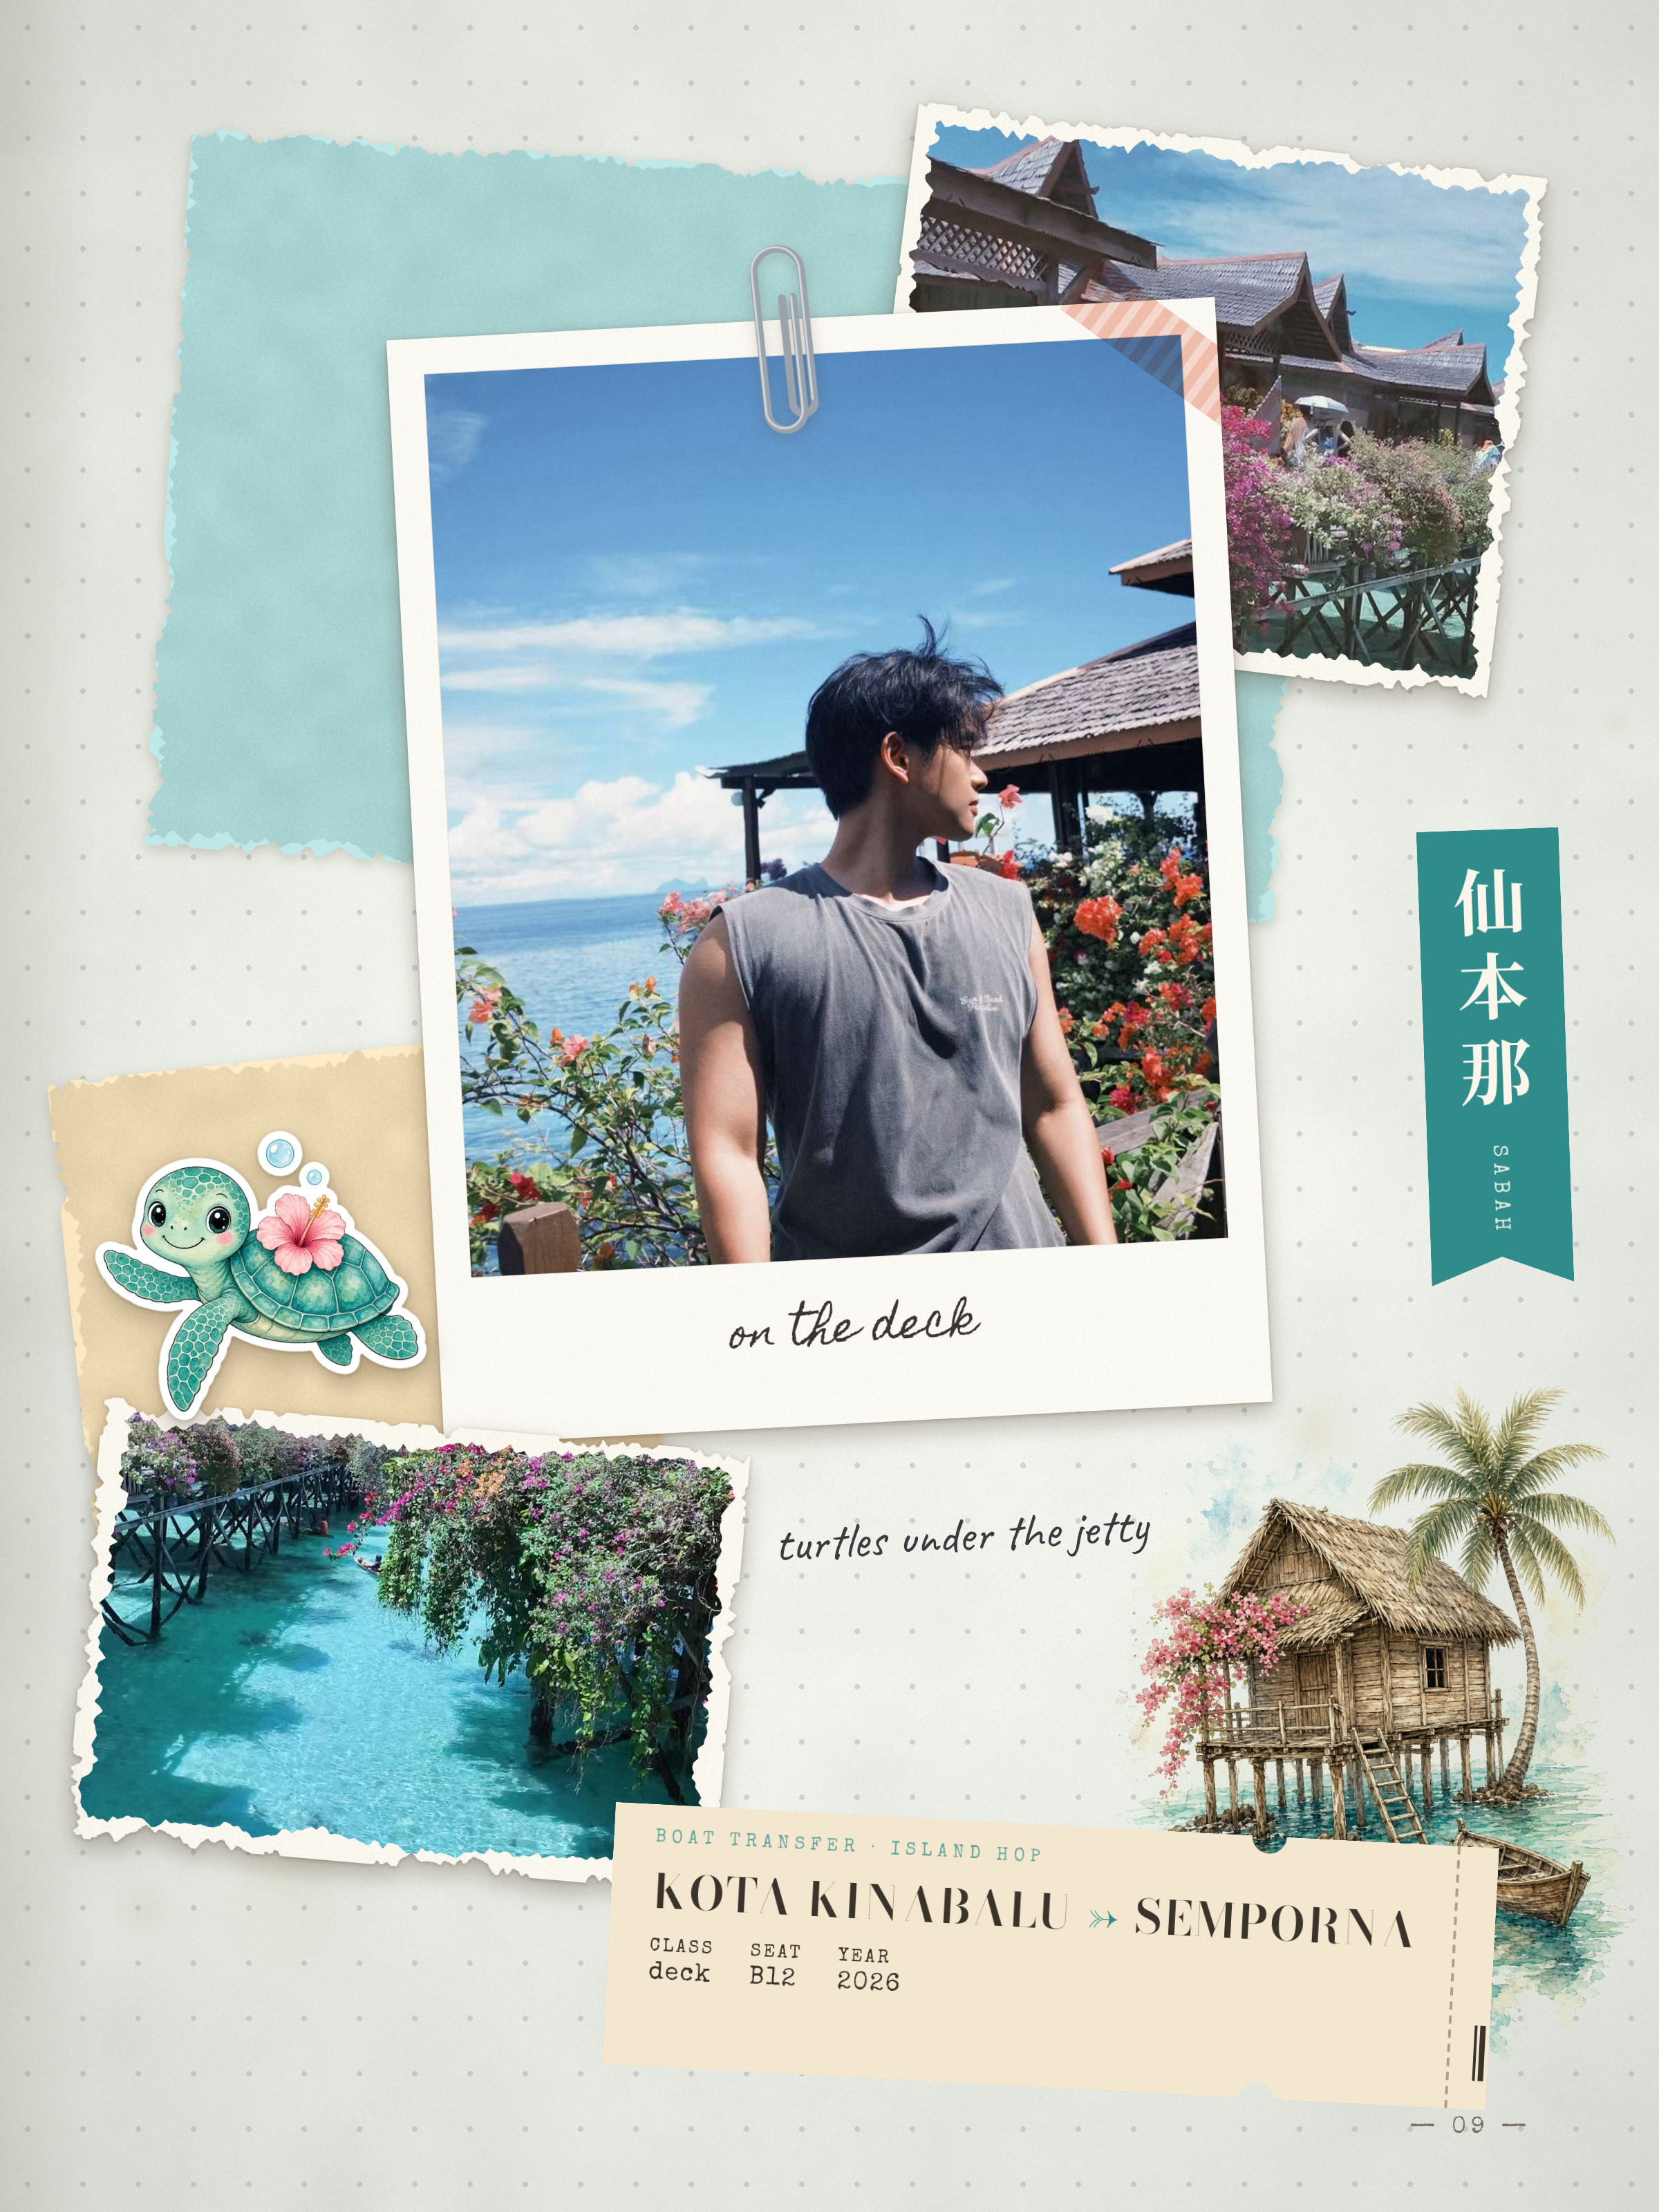 on the deck
仙本那
SABAH
turtles under the jetty
BOAT TRANSFER · ISLAND HOP
KOTA KINABALU ➳ SEMPORNA
CLASS SEAT YEAR
deck B12 2026
— 09 —